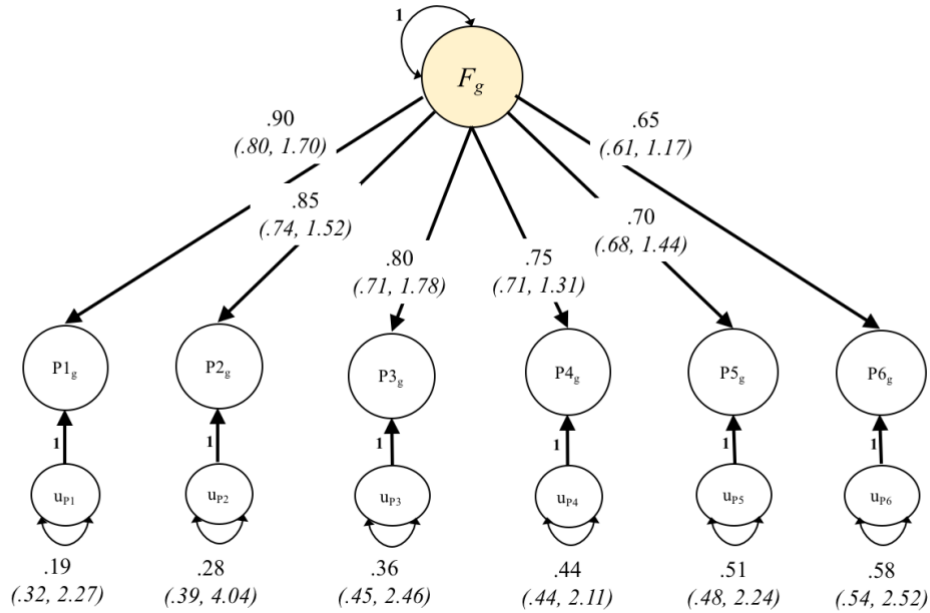 1
F_g
.90
(.80, 1.70)
.65
(.61, 1.17)
.85
(.74, 1.52)
.70
(.68, 1.44)
.80
(.71, 1.78)
.75
(.71, 1.31)
P1_g P2_g P3_g P4_g P5_g P6_g
1 1 1 1 1 1
u_P1 u_P2 u_P3 u_P4 u_P5 u_P6
.19 .28 .36 .44 .51 .58
(.32, 2.27) (.39, 4.04) (.45, 2.46) (.44, 2.11) (.48, 2.24) (.54, 2.52)